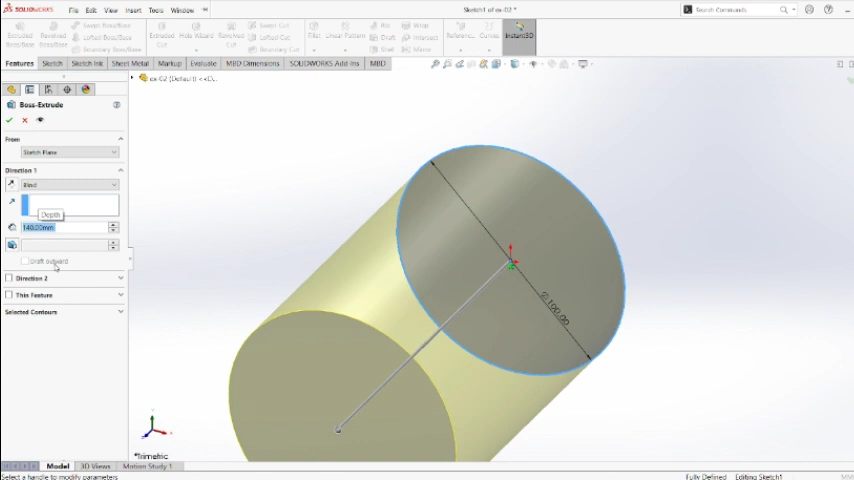 SOLIDWORKS File Edit View Insert Tools Window Sketch1 of ex-02 * Search Commands
Extruded Boss/Base Revolved Boss/Base Swept Boss/Base Lofted Boss/Base Boundary Boss/Base Extruded Cut Hole Wizard Revolved Cut Swept Cut Lofted Cut Boundary Cut Fillet Linear Pattern Rib Draft Shell Wrap Intersect Mirror Reference... Curves Instant3D
Features Sketch Sketch Ink Sheet Metal Markup Evaluate MBD Dimensions SOLIDWORKS Add-Ins MBD
ex-02 (Default) <<D...
Boss-Extrude
From
Sketch Plane
Direction 1
Blind
Depth
140.00mm
Draft outward
Direction 2
Thin Feature
Selected Contours
∅100.00
*Trimetric
Model 3D Views Motion Study 1
Select a handle to modify parameters Fully Defined Editing Sketch1